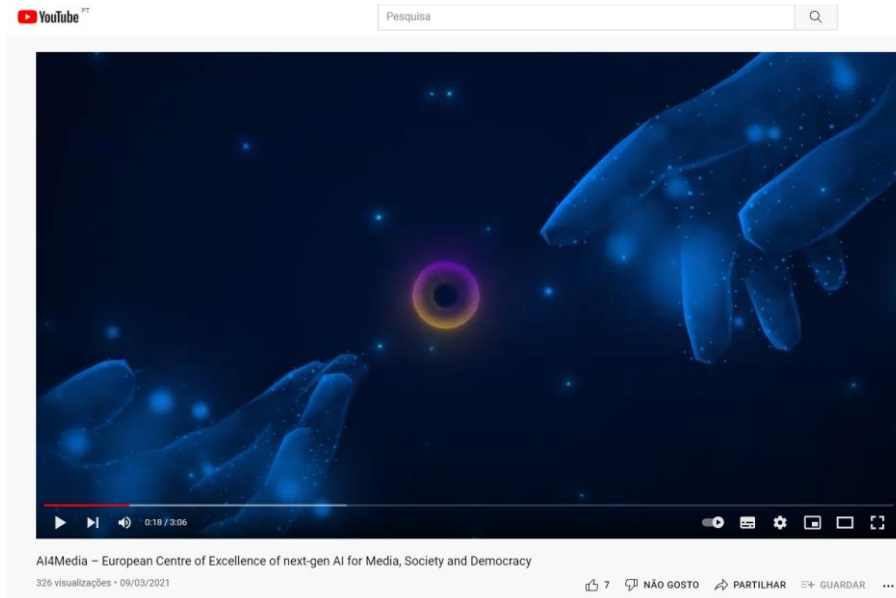 YouTube PT
Pesquisa
0:18 / 3:06
AI4Media – European Centre of Excellence of next-gen AI for Media, Society and Democracy
326 visualizações • 09/03/2021
7 NÃO GOSTO PARTILHAR GUARDAR